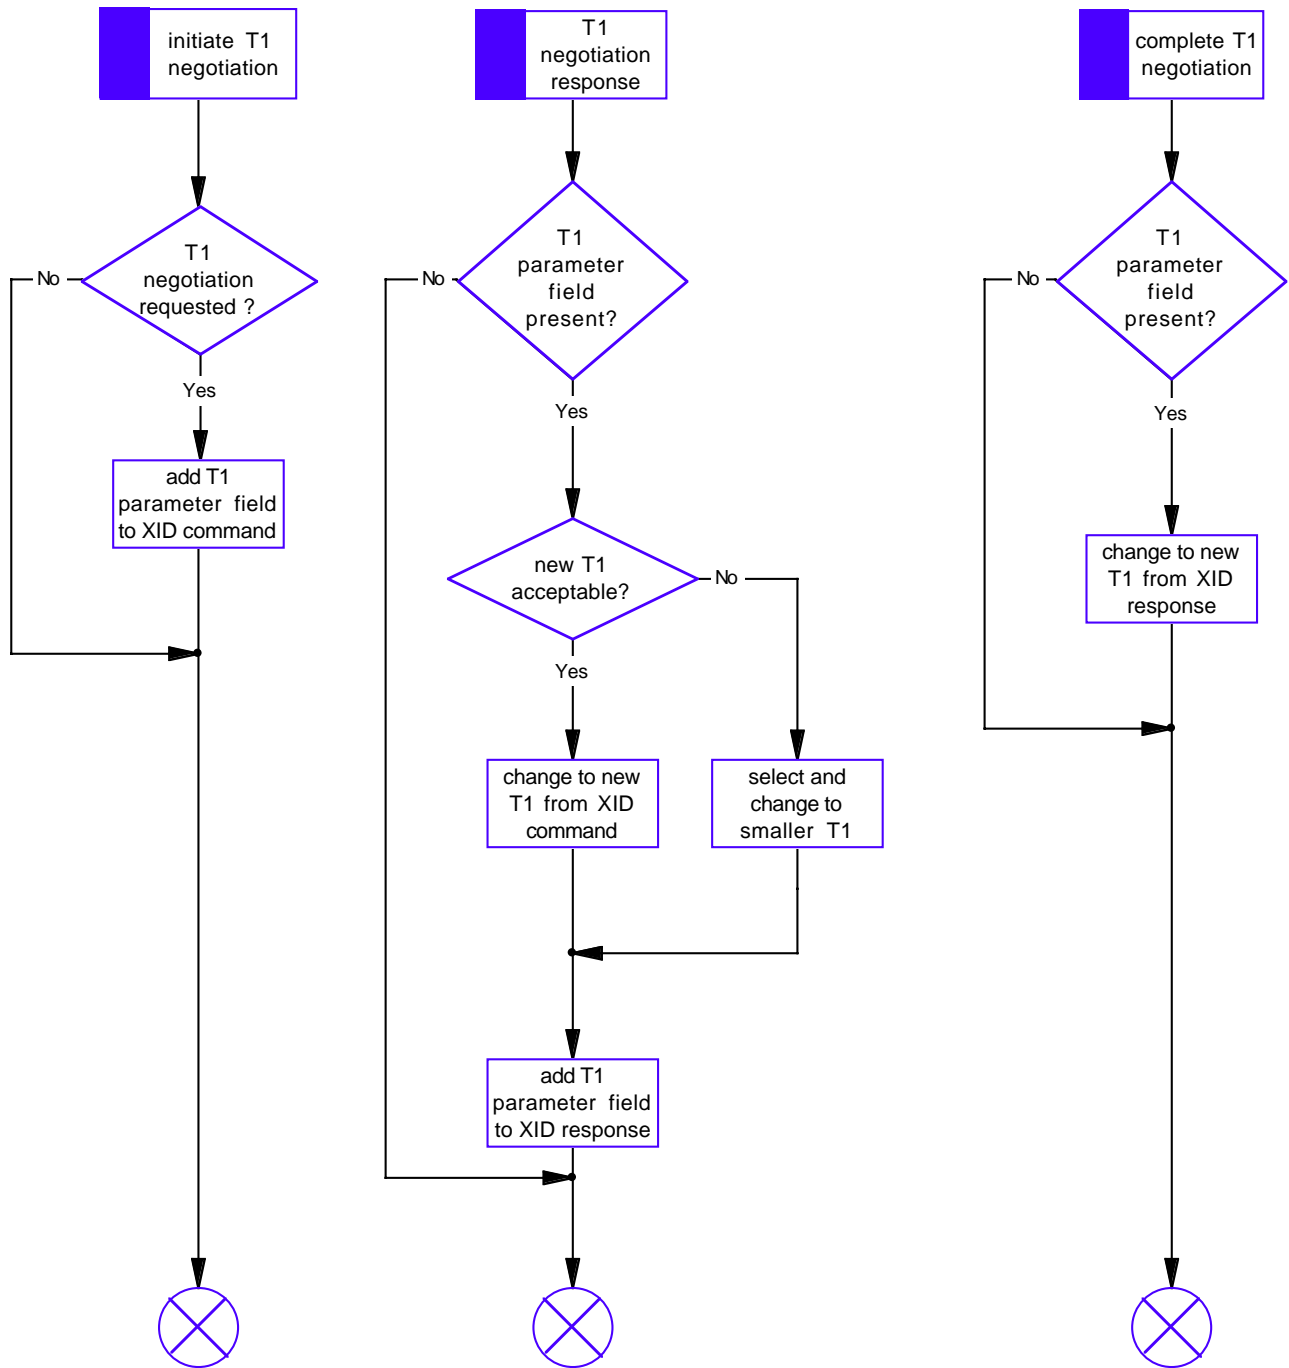 initiate T1
negotiation
T1
negotiation
requested ?
No
Yes
add T1
parameter field
to XID command
T1
negotiation
response
T1
parameter
field
present?
No
Yes
new T1
acceptable?
No
Yes
change to new
T1 from XID
command
select and
change to
smaller T1
add T1
parameter field
to XID response
complete T1
negotiation
T1
parameter
field
present?
No
Yes
change to new
T1 from XID
response